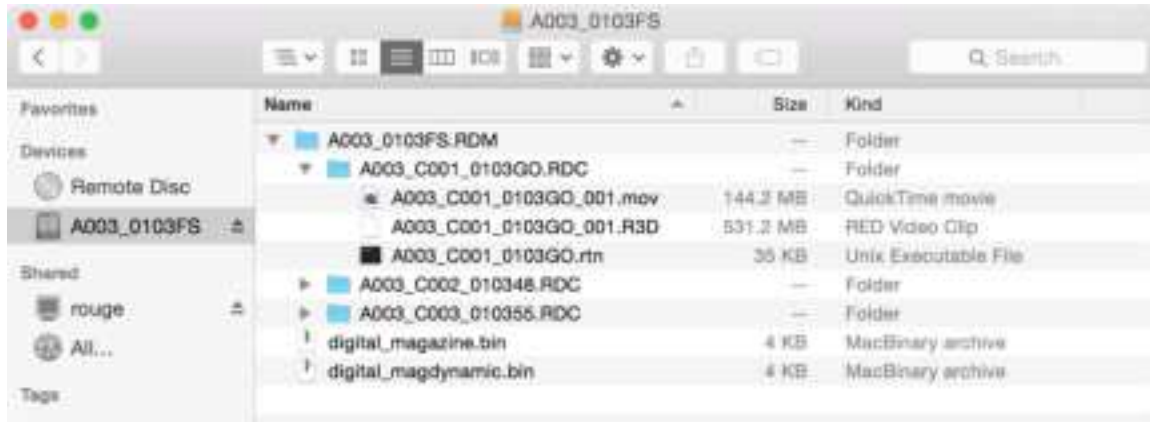 A003_0103FS
Search
Favorites
Devices
Remote Disc
A003_0103FS
Shared
rouge
All...
Tags
Name Size Kind
A003_0103FS.RDM -- Folder
A003_C001_0103GO.RDC -- Folder
A003_C001_0103GO_001.mov 144.2 MB QuickTime movie
A003_C001_0103GO_001.R3D 531.2 MB RED Video Clip
A003_C001_0103GO.rtn 35 KB Unix Executable File
A003_C002_010348.RDC -- Folder
A003_C003_010355.RDC -- Folder
digital_magazine.bin 4 KB MacBinary archive
digital_magdynamic.bin 4 KB MacBinary archive